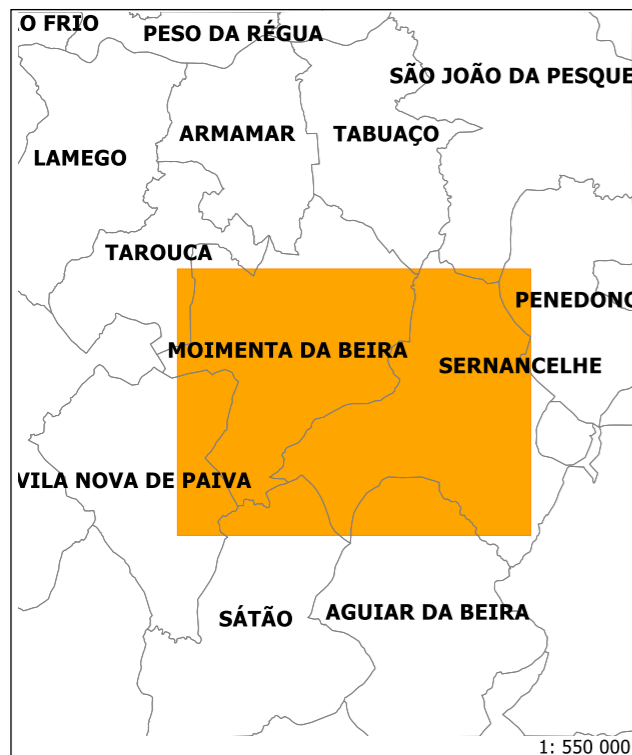 O FRIO
PESO DA RÉGUA
SÃO JOÃO DA PESQUE
ARMAMAR
TABUAÇO
LAMEGO
TAROUCA
PENEDONO
MOIMENTA DA BEIRA
SERNANCELHE
VILA NOVA DE PAIVA
SÁTÃO
AGUIAR DA BEIRA
1: 550 000